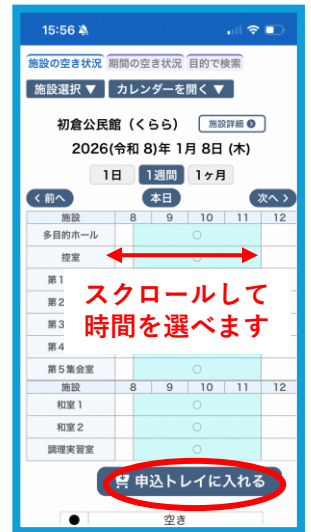 15:56
施設の空き状況 期間の空き状況 目的で検索
施設選択 ▼ カレンダーを開く ▼
初倉公民館（くらら） 施設詳細
2026(令和 8)年 1月 8日 (木)
1日 1週間 1ヶ月
<前へ 本日 次へ>
施設 8 9 10 11 12
多目的ホール ○
控室 ○
第1
スクロールして
第2
第3
時間を選べます
第4
第5集会室 ○
施設 8 9 10 11 12
和室1 ○
和室2 ○
調理実習室 ○
申込トレイに入れる
● 空き